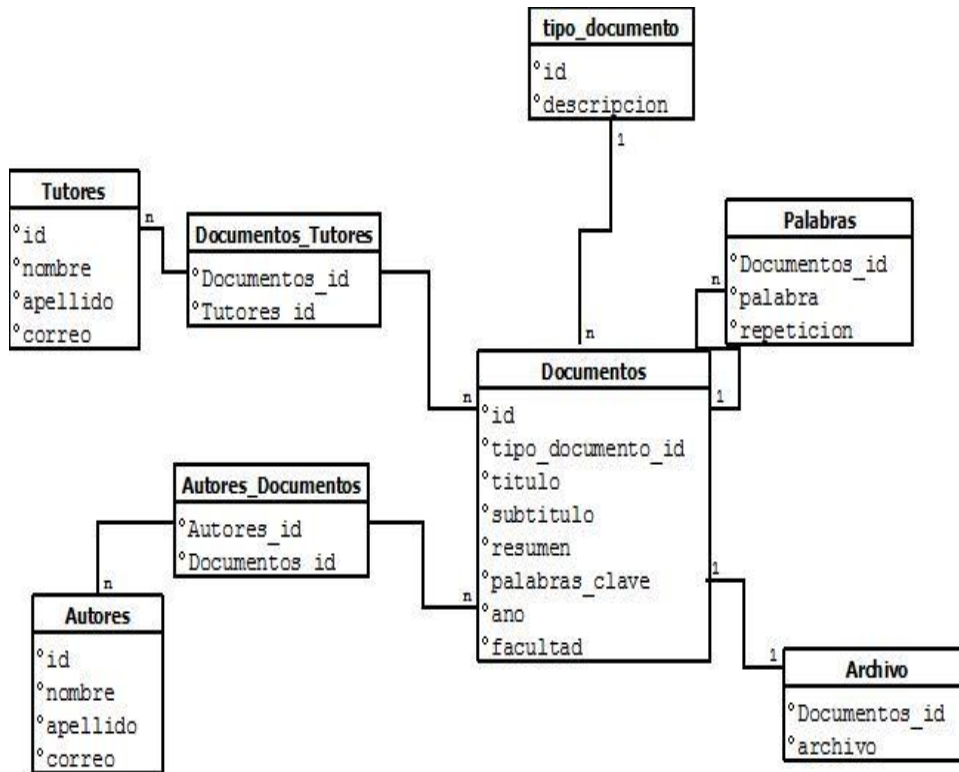 tipo_documento
°id
°descripcion
1
Tutores
°id
°nombre
°apellido
°correo
n
Documentos_Tutores
°Documentos_id
°Tutores_id
Palabras
°Documentos_id
°palabra
°repeticion
n
n
Documentos
°id
°tipo_documento_id
°titulo
°subtitulo
°resumen
°palabras_clave
°ano
°facultad
n
1
Autores_Documentos
°Autores_id
°Documentos_id
n
n
1
Autores
°id
°nombre
°apellido
°correo
1
Archivo
°Documentos_id
°archivo